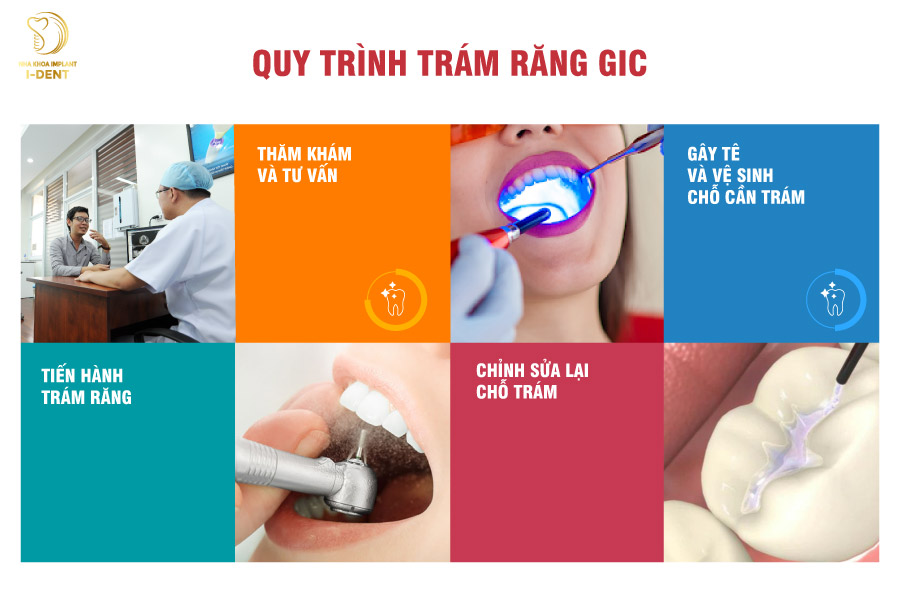 NHA KHOA IMPLANT
I-DENT
QUY TRÌNH TRÁM RĂNG GIC
THĂM KHÁM
VÀ TƯ VẤN
GÂY TÊ
VÀ VỆ SINH
CHỖ CẦN TRÁM
TIẾN HÀNH
TRÁM RĂNG
CHỈNH SỬA LẠI
CHỖ TRÁM